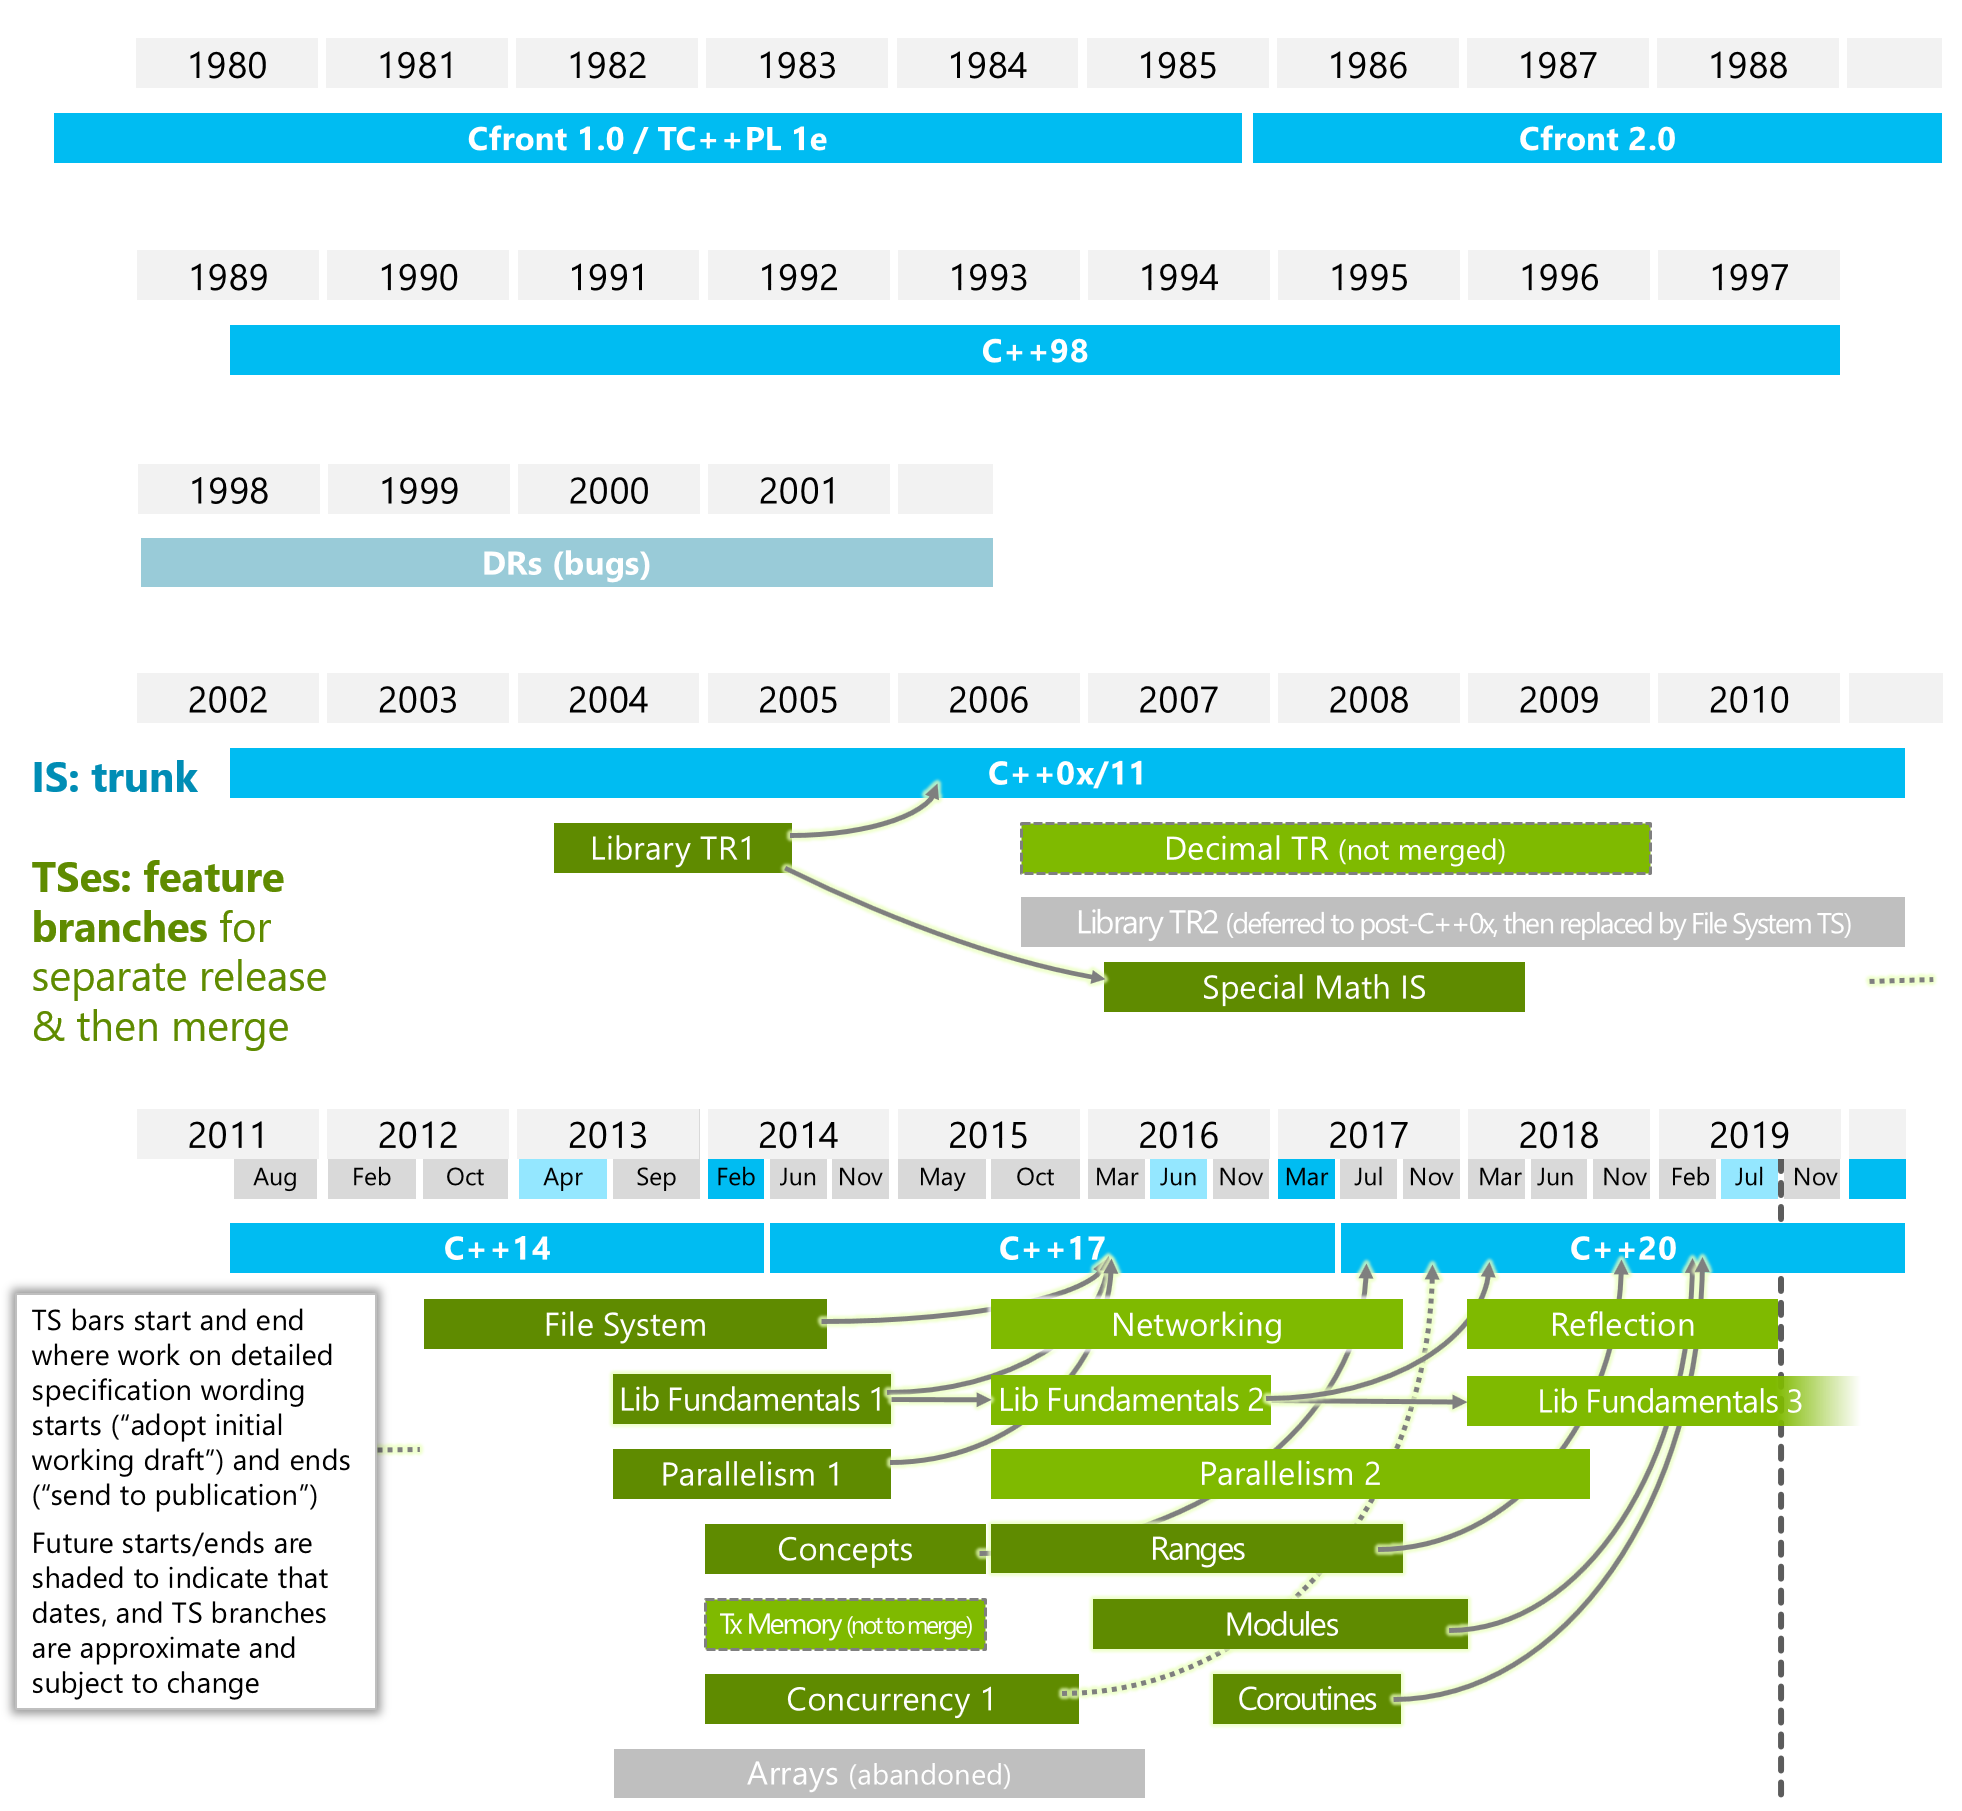 1980 1981 1982 1983 1984 1985 1986 1987 1988
Cfront 1.0 / TC++PL 1e Cfront 2.0
1989 1990 1991 1992 1993 1994 1995 1996 1997
C++98
1998 1999 2000 2001
DRs (bugs)
2002 2003 2004 2005 2006 2007 2008 2009 2010
IS: trunk
C++0x/11
Library TR1 Decimal TR (not merged)
Library TR2 (deferred to post-C++0x, then replaced by File System TS)
Special Math IS
TSes: feature
branches for
separate release
& then merge
2011 2012 2013 2014 2015 2016 2017 2018 2019
Aug Feb Oct Apr Sep Feb Jun Nov May Oct Mar Jun Nov Mar Jul Nov Mar Jun Nov Feb Jul Nov
C++14 C++17 C++20
TS bars start and end
where work on detailed
specification wording
starts (“adopt initial
working draft”) and ends
(“send to publication”)
Future starts/ends are
shaded to indicate that
dates, and TS branches
are approximate and
subject to change
File System Networking Reflection
Lib Fundamentals 1 Lib Fundamentals 2 Lib Fundamentals 3
Parallelism 1 Parallelism 2
Concepts Ranges
Tx Memory (not to merge) Modules
Concurrency 1 Coroutines
Arrays (abandoned)